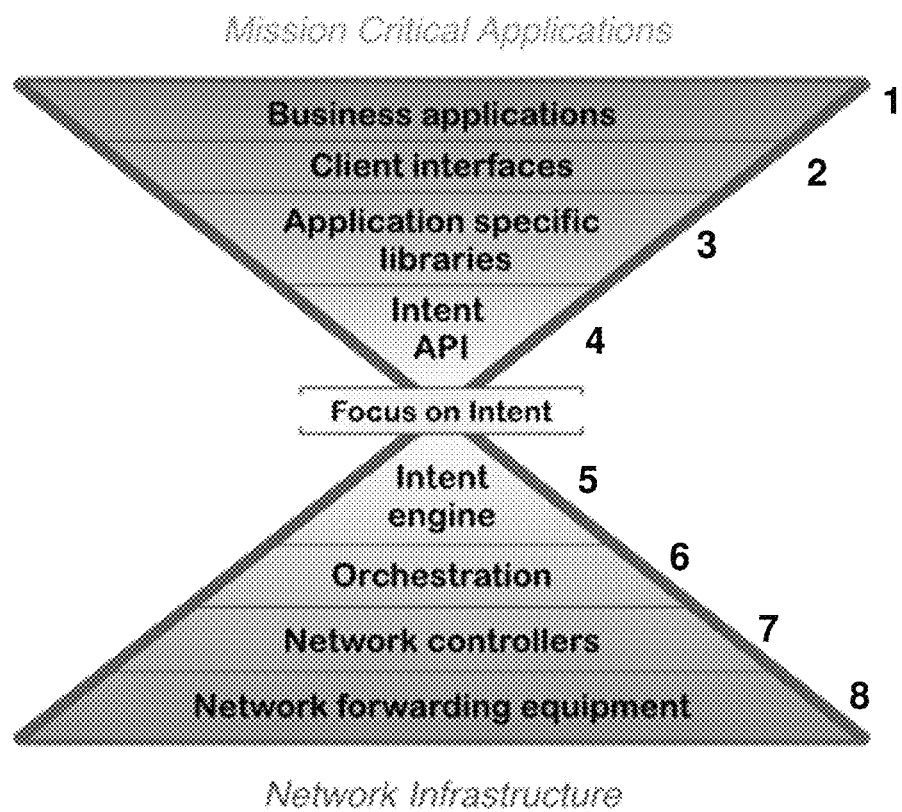 Mission Critical Applications
Business applications
1
Client interfaces
2
Application specific
libraries
3
Intent
API
4
Focus on Intent
Intent
engine
5
Orchestration
6
Network controllers
7
Network forwarding equipment
8
Network Infrastructure